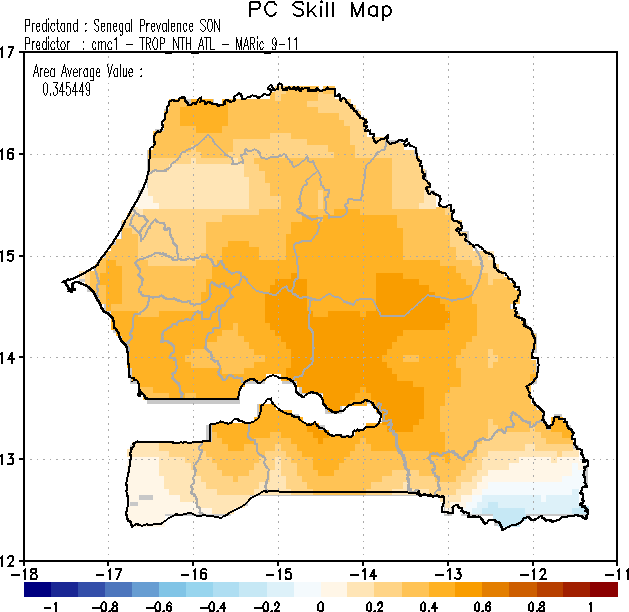 PC Skill Map
Predictand : Senegal Prevalence SON
Predictor : cmc1 - TROP_NTH_ATL - MARic_9-11
Area Average Value :
0.345449
17
16
15
14
13
12
-18 -17 -16 -15 -14 -13 -12 -11
-1 -0.8 -0.6 -0.4 -0.2 0 0.2 0.4 0.6 0.8 1